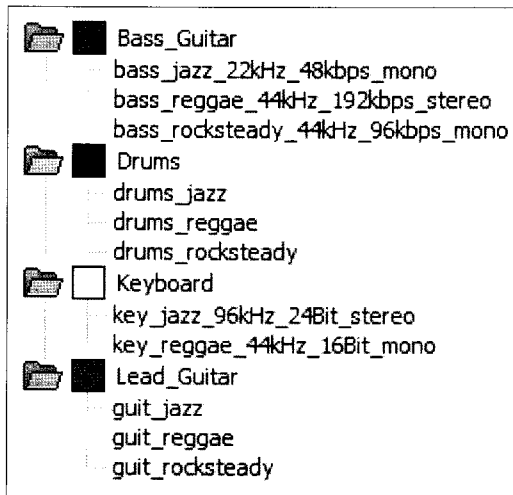 Bass_Guitar
bass_jazz_22kHz_48kbps_mono
bass_reggae_44kHz_192kbps_stereo
bass_rocksteady_44kHz_96kbps_mono
Drums
drums_jazz
drums_reggae
drums_rocksteady
Keyboard
key_jazz_96kHz_24Bit_stereo
key_reggae_44kHz_16Bit_mono
Lead_Guitar
guit_jazz
guit_reggae
guit_rocksteady